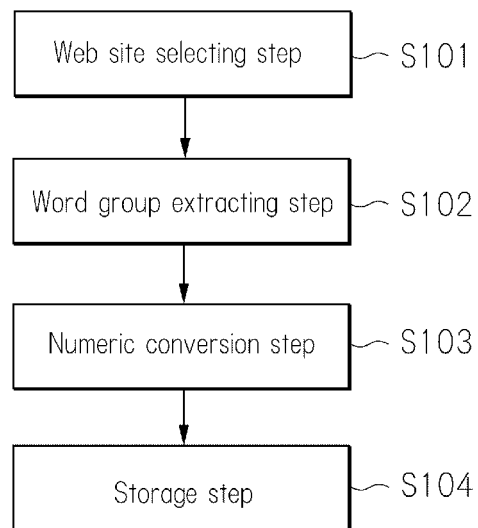 Web site selecting step S101
Word group extracting step S102
Numeric conversion step S103
Storage step S104